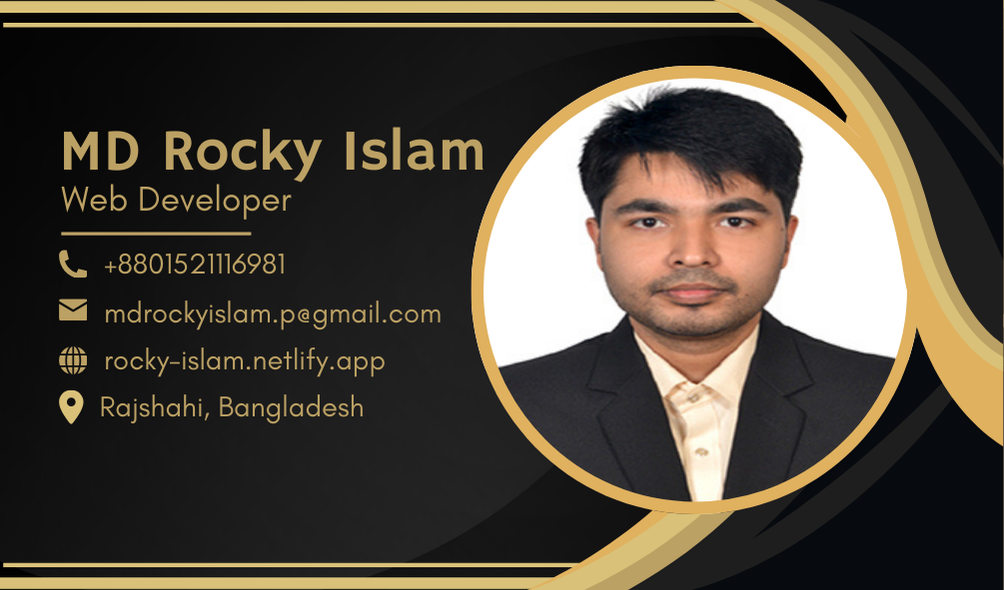 MD Rocky Islam
Web Developer
+8801521116981
mdrockyislam.p@gmail.com
rocky-islam.netlify.app
Rajshahi, Bangladesh